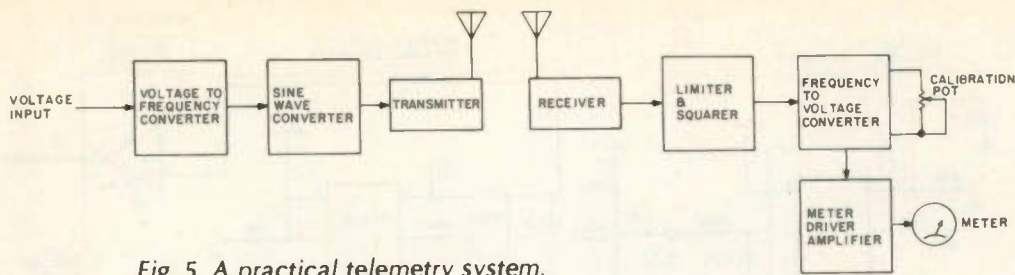 VOLTAGE
INPUT
VOLTAGE TO
FREQUENCY
CONVERTER
SINE
WAVE
CONVERTER
TRANSMITTER
RECEIVER
LIMITER
&
SQUARER
FREQUENCY
TO
VOLTAGE
CONVERTER
CALIBRATION
POT
METER
DRIVER
AMPLIFIER
METER
Fig. 5. A practical telemetry system.